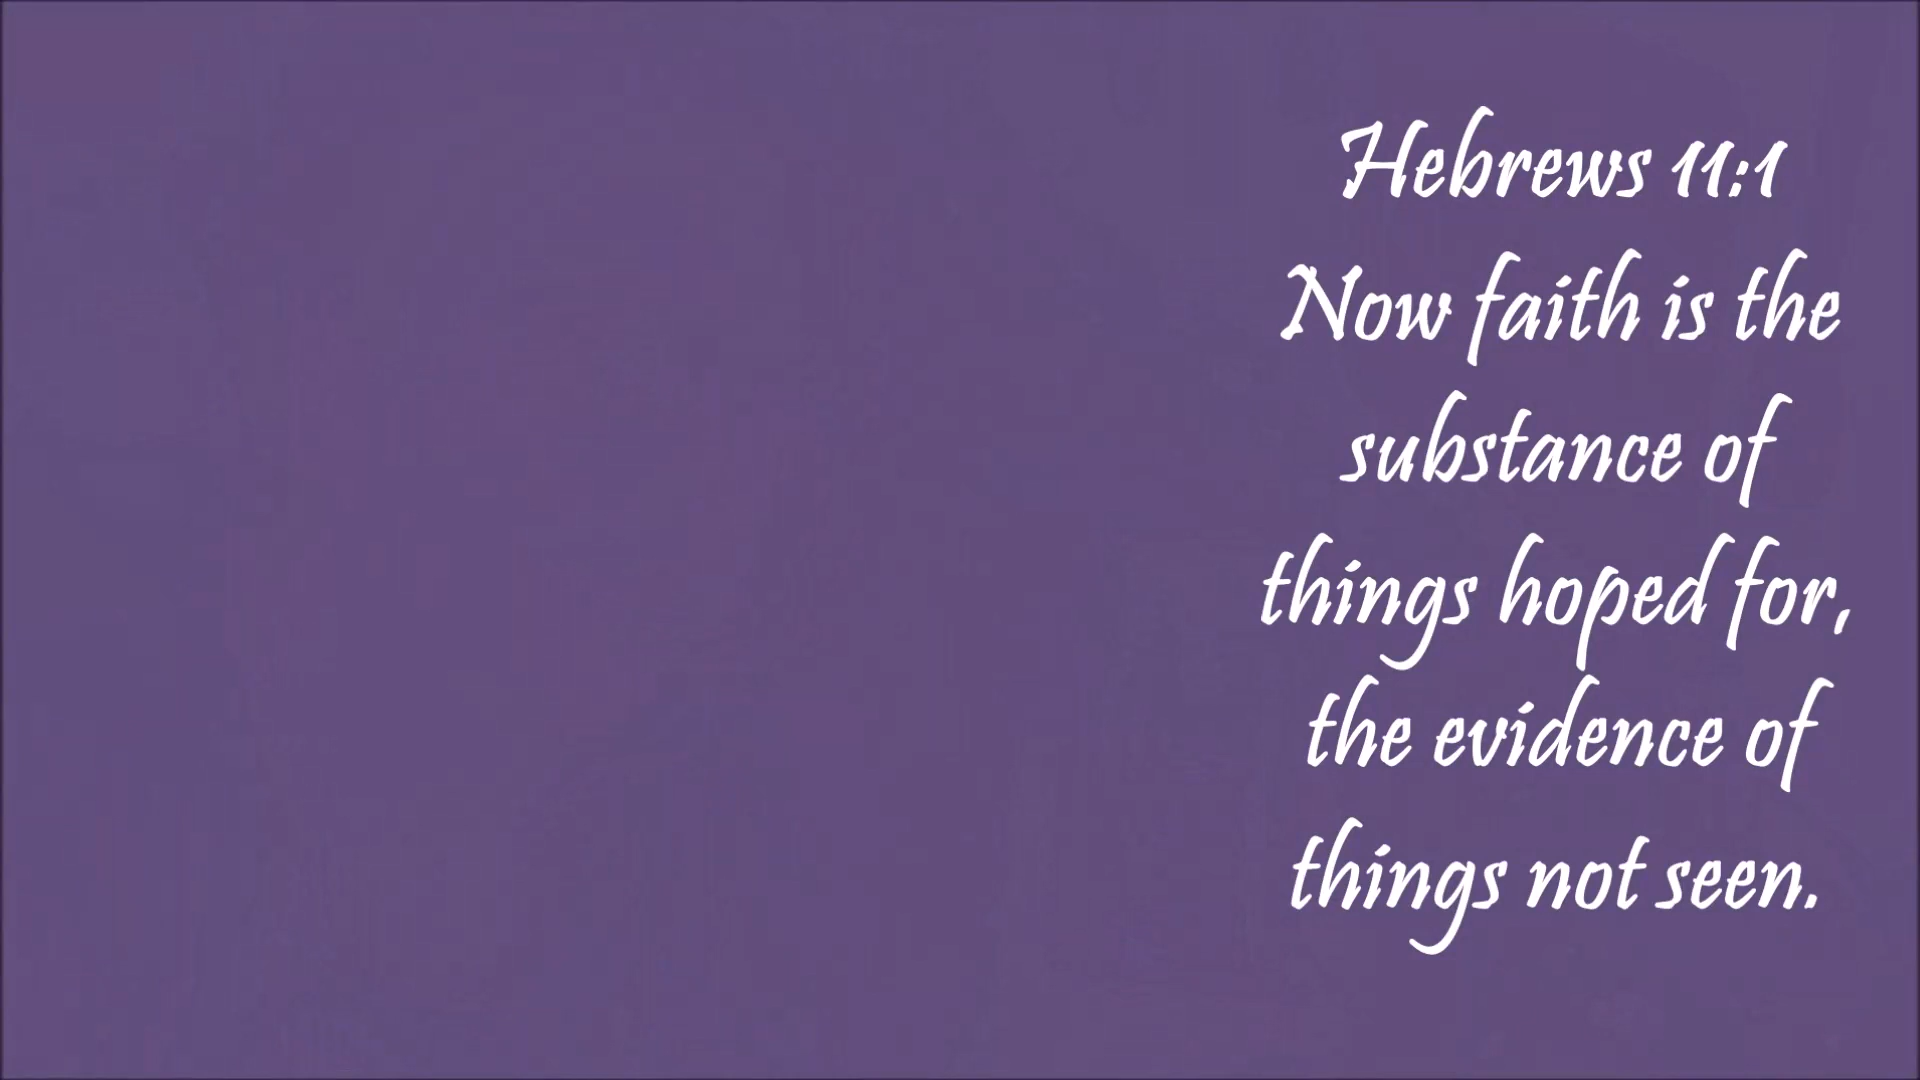 Hebrews 11:1
Now faith is the
substance of
things hoped for,
the evidence of
things not seen.